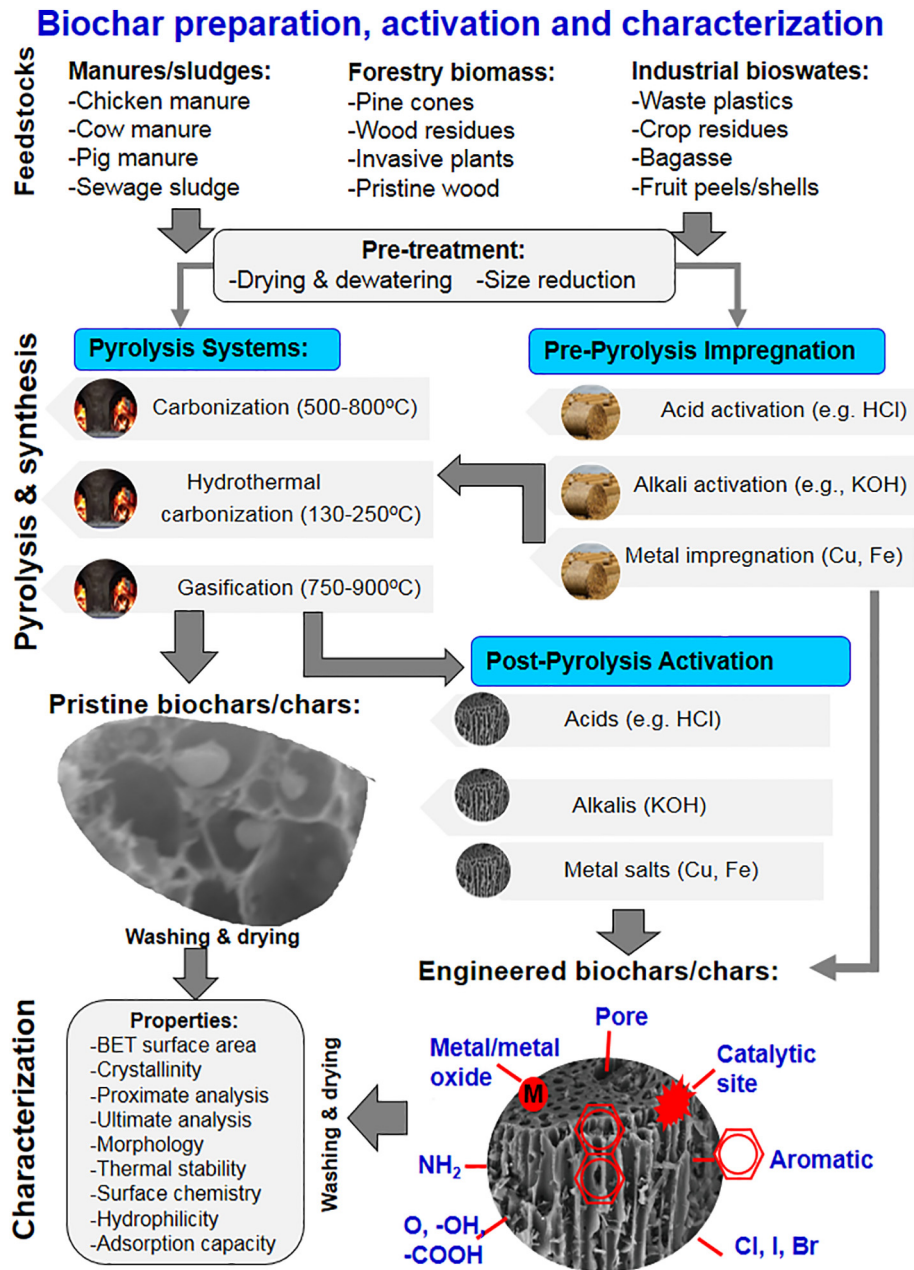 Biochar preparation, activation and characterization
Feedstocks
Manures/sludges:
-Chicken manure
-Cow manure
-Pig manure
-Sewage sludge
Forestry biomass:
-Pine cones
-Wood residues
-Invasive plants
-Pristine wood
Industrial bioswates:
-Waste plastics
-Crop residues
-Bagasse
-Fruit peels/shells
Pre-treatment:
-Drying & dewatering -Size reduction
Pyrolysis & synthesis
Pyrolysis Systems:
Carbonization (500-800ºC)
Hydrothermal
carbonization (130-250ºC)
Gasification (750-900ºC)
Pre-Pyrolysis Impregnation
Acid activation (e.g. HCl)
Alkali activation (e.g., KOH)
Metal impregnation (Cu, Fe)
Post-Pyrolysis Activation
Acids (e.g. HCl)
Alkalis (KOH)
Metal salts (Cu, Fe)
Pristine biochars/chars:
Washing & drying
Engineered biochars/chars:
Characterization
Properties:
-BET surface area
-Crystallinity
-Proximate analysis
-Ultimate analysis
-Morphology
-Thermal stability
-Surface chemistry
-Hydrophilicity
-Adsorption capacity
Washing & drying
Pore
Metal/metal
oxide
M
Catalytic
site
NH₂
Aromatic
O, -OH,
-COOH
Cl, I, Br